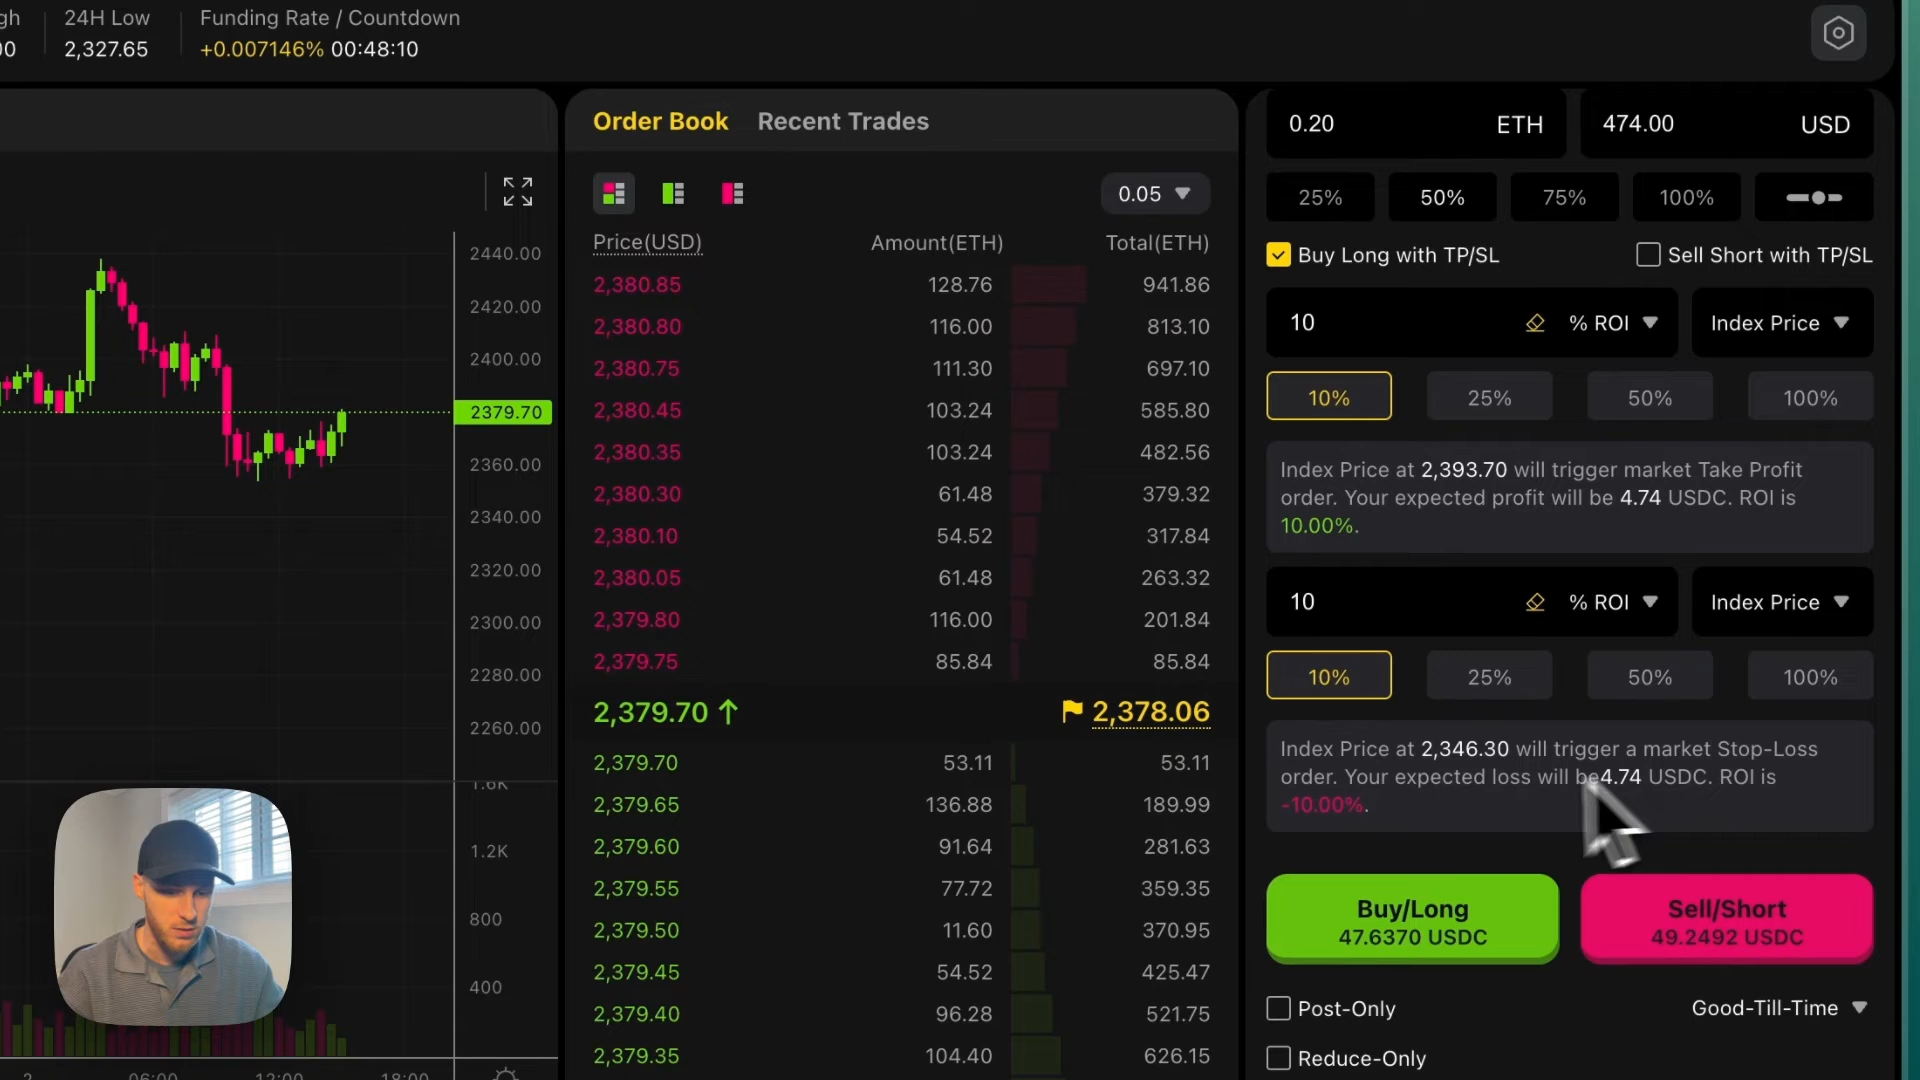 gh
24H Low
Funding Rate / Countdown
00
2,327.65
+0.007146% 00:48:10
2440.00
2420.00
2400.00
2379.70
2360.00
2340.00
2320.00
2300.00
2280.00
2260.00
1.6K
1.2K
800
400
2
06:00
12:00
18:00
Order Book
Recent Trades
0.05
Price(USD)
Amount(ETH)
Total(ETH)
2,380.85 128.76 941.86
2,380.80 116.00 813.10
2,380.75 111.30 697.10
2,380.45 103.24 585.80
2,380.35 103.24 482.56
2,380.30 61.48 379.32
2,380.10 54.52 317.84
2,380.05 61.48 263.32
2,379.80 116.00 201.84
2,379.75 85.84 85.84
2,379.70 ↑ 2,378.06
2,379.70 53.11 53.11
2,379.65 136.88 189.99
2,379.60 91.64 281.63
2,379.55 77.72 359.35
2,379.50 11.60 370.95
2,379.45 54.52 425.47
2,379.40 96.28 521.75
2,379.35 104.40 626.15
0.20 ETH
474.00 USD
25% 50% 75% 100%
Buy Long with TP/SL
Sell Short with TP/SL
10 % ROI Index Price
10% 25% 50% 100%
Index Price at 2,393.70 will trigger market Take Profit
order. Your expected profit will be 4.74 USDC. ROI is
10.00%.
10 % ROI Index Price
10% 25% 50% 100%
Index Price at 2,346.30 will trigger a market Stop-Loss
order. Your expected loss will be4.74 USDC. ROI is
-10.00%.
Buy/Long
47.6370 USDC
Sell/Short
49.2492 USDC
Post-Only
Good-Till-Time
Reduce-Only